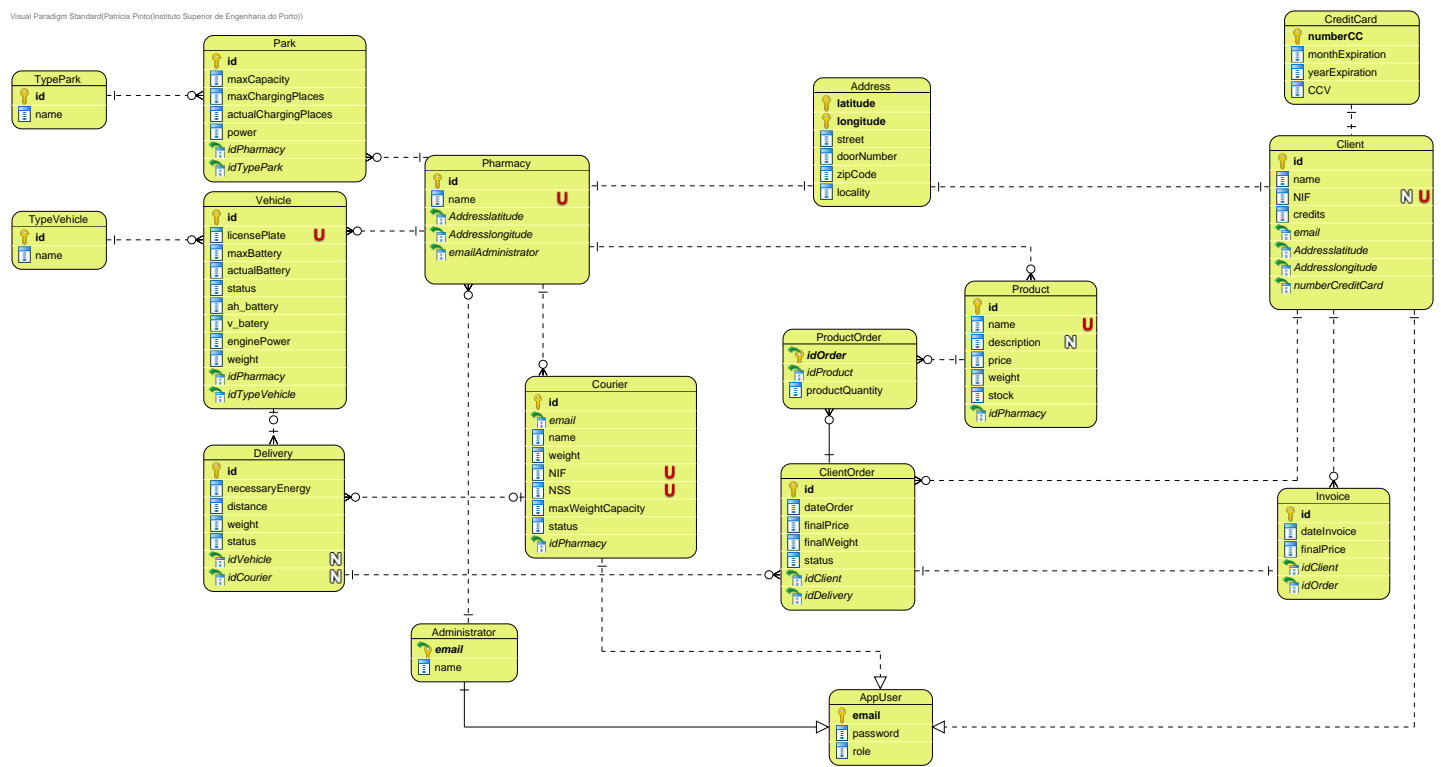 Visual Paradigm Standard(Patricia Pinto(Instituto Superior de Engenharia do Porto))
TypePark
id
name
Park
id
maxCapacity
maxChargingPlaces
actualChargingPlaces
power
idPharmacy
idTypePark
TypeVehicle
id
name
Vehicle
id
licensePlate U
maxBattery
actualBattery
status
ah_battery
v_batery
enginePower
weight
idPharmacy
idTypeVehicle
Pharmacy
id
name U
Addresslatitude
Addresslongitude
emailAdministrator
Address
latitude
longitude
street
doorNumber
zipCode
locality
CreditCard
numberCC
monthExpiration
yearExpiration
CCV
Client
id
name
NIF N U
credits
email
Addresslatitude
Addresslongitude
numberCreditCard
Product
id
name U
description N
price
weight
stock
idPharmacy
ProductOrder
idOrder
idProduct
productQuantity
Courier
id
email
name
weight
NIF U
NSS U
maxWeightCapacity
status
idPharmacy
Delivery
id
necessaryEnergy
distance
weight
status
idVehicle N
idCourier N
ClientOrder
id
dateOrder
finalPrice
finalWeight
status
idClient
idDelivery
Invoice
id
dateInvoice
finalPrice
idClient
idOrder
Administrator
email
name
AppUser
email
password
role